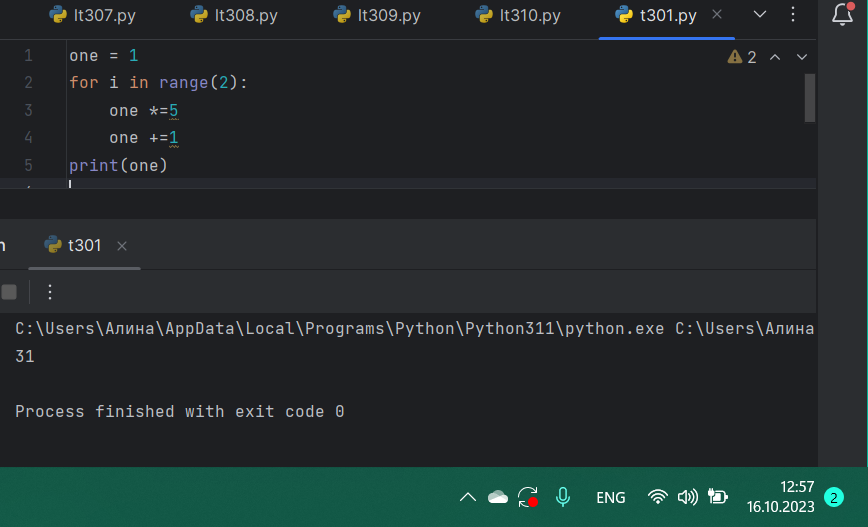 lt307.py lt308.py lt309.py lt310.py t301.py
1 one = 1 2
2 for i in range(2):
3 one *=5
4 one +=1
5 print(one)
t301
C:\Users\Алина\AppData\Local\Programs\Python\Python311\python.exe C:\Users\Алина
31
Process finished with exit code 0
12:57
ENG 2
16.10.2023